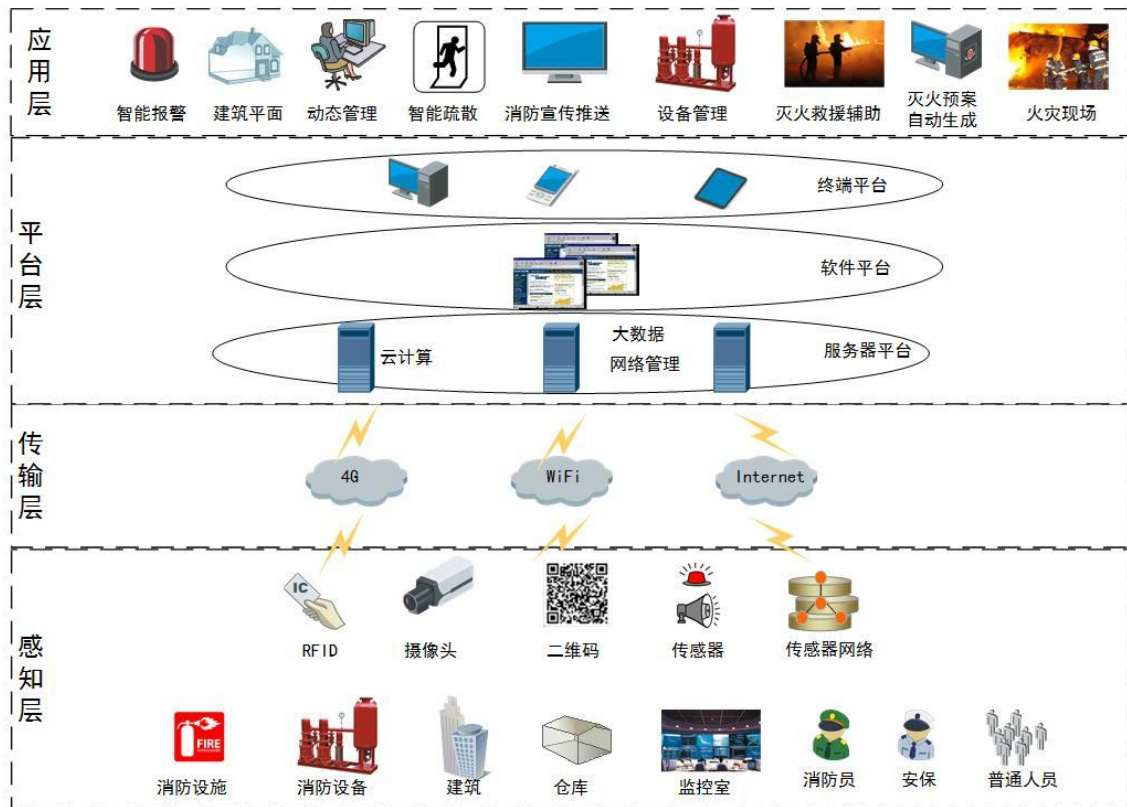 应用层
智能报警
建筑平面
动态管理
智能疏散
消防宣传推送
设备管理
灭火救援辅助
灭火预案
自动生成
火灾现场
平台层
终端平台
软件平台
云计算
大数据
网络管理
服务器平台
传输层
4G
WiFi
Internet
感知层
IC
RFID
摄像头
二维码
传感器
传感器网络
FIRE
消防设施
消防设备
建筑
仓库
监控室
消防员
安保
普通人员